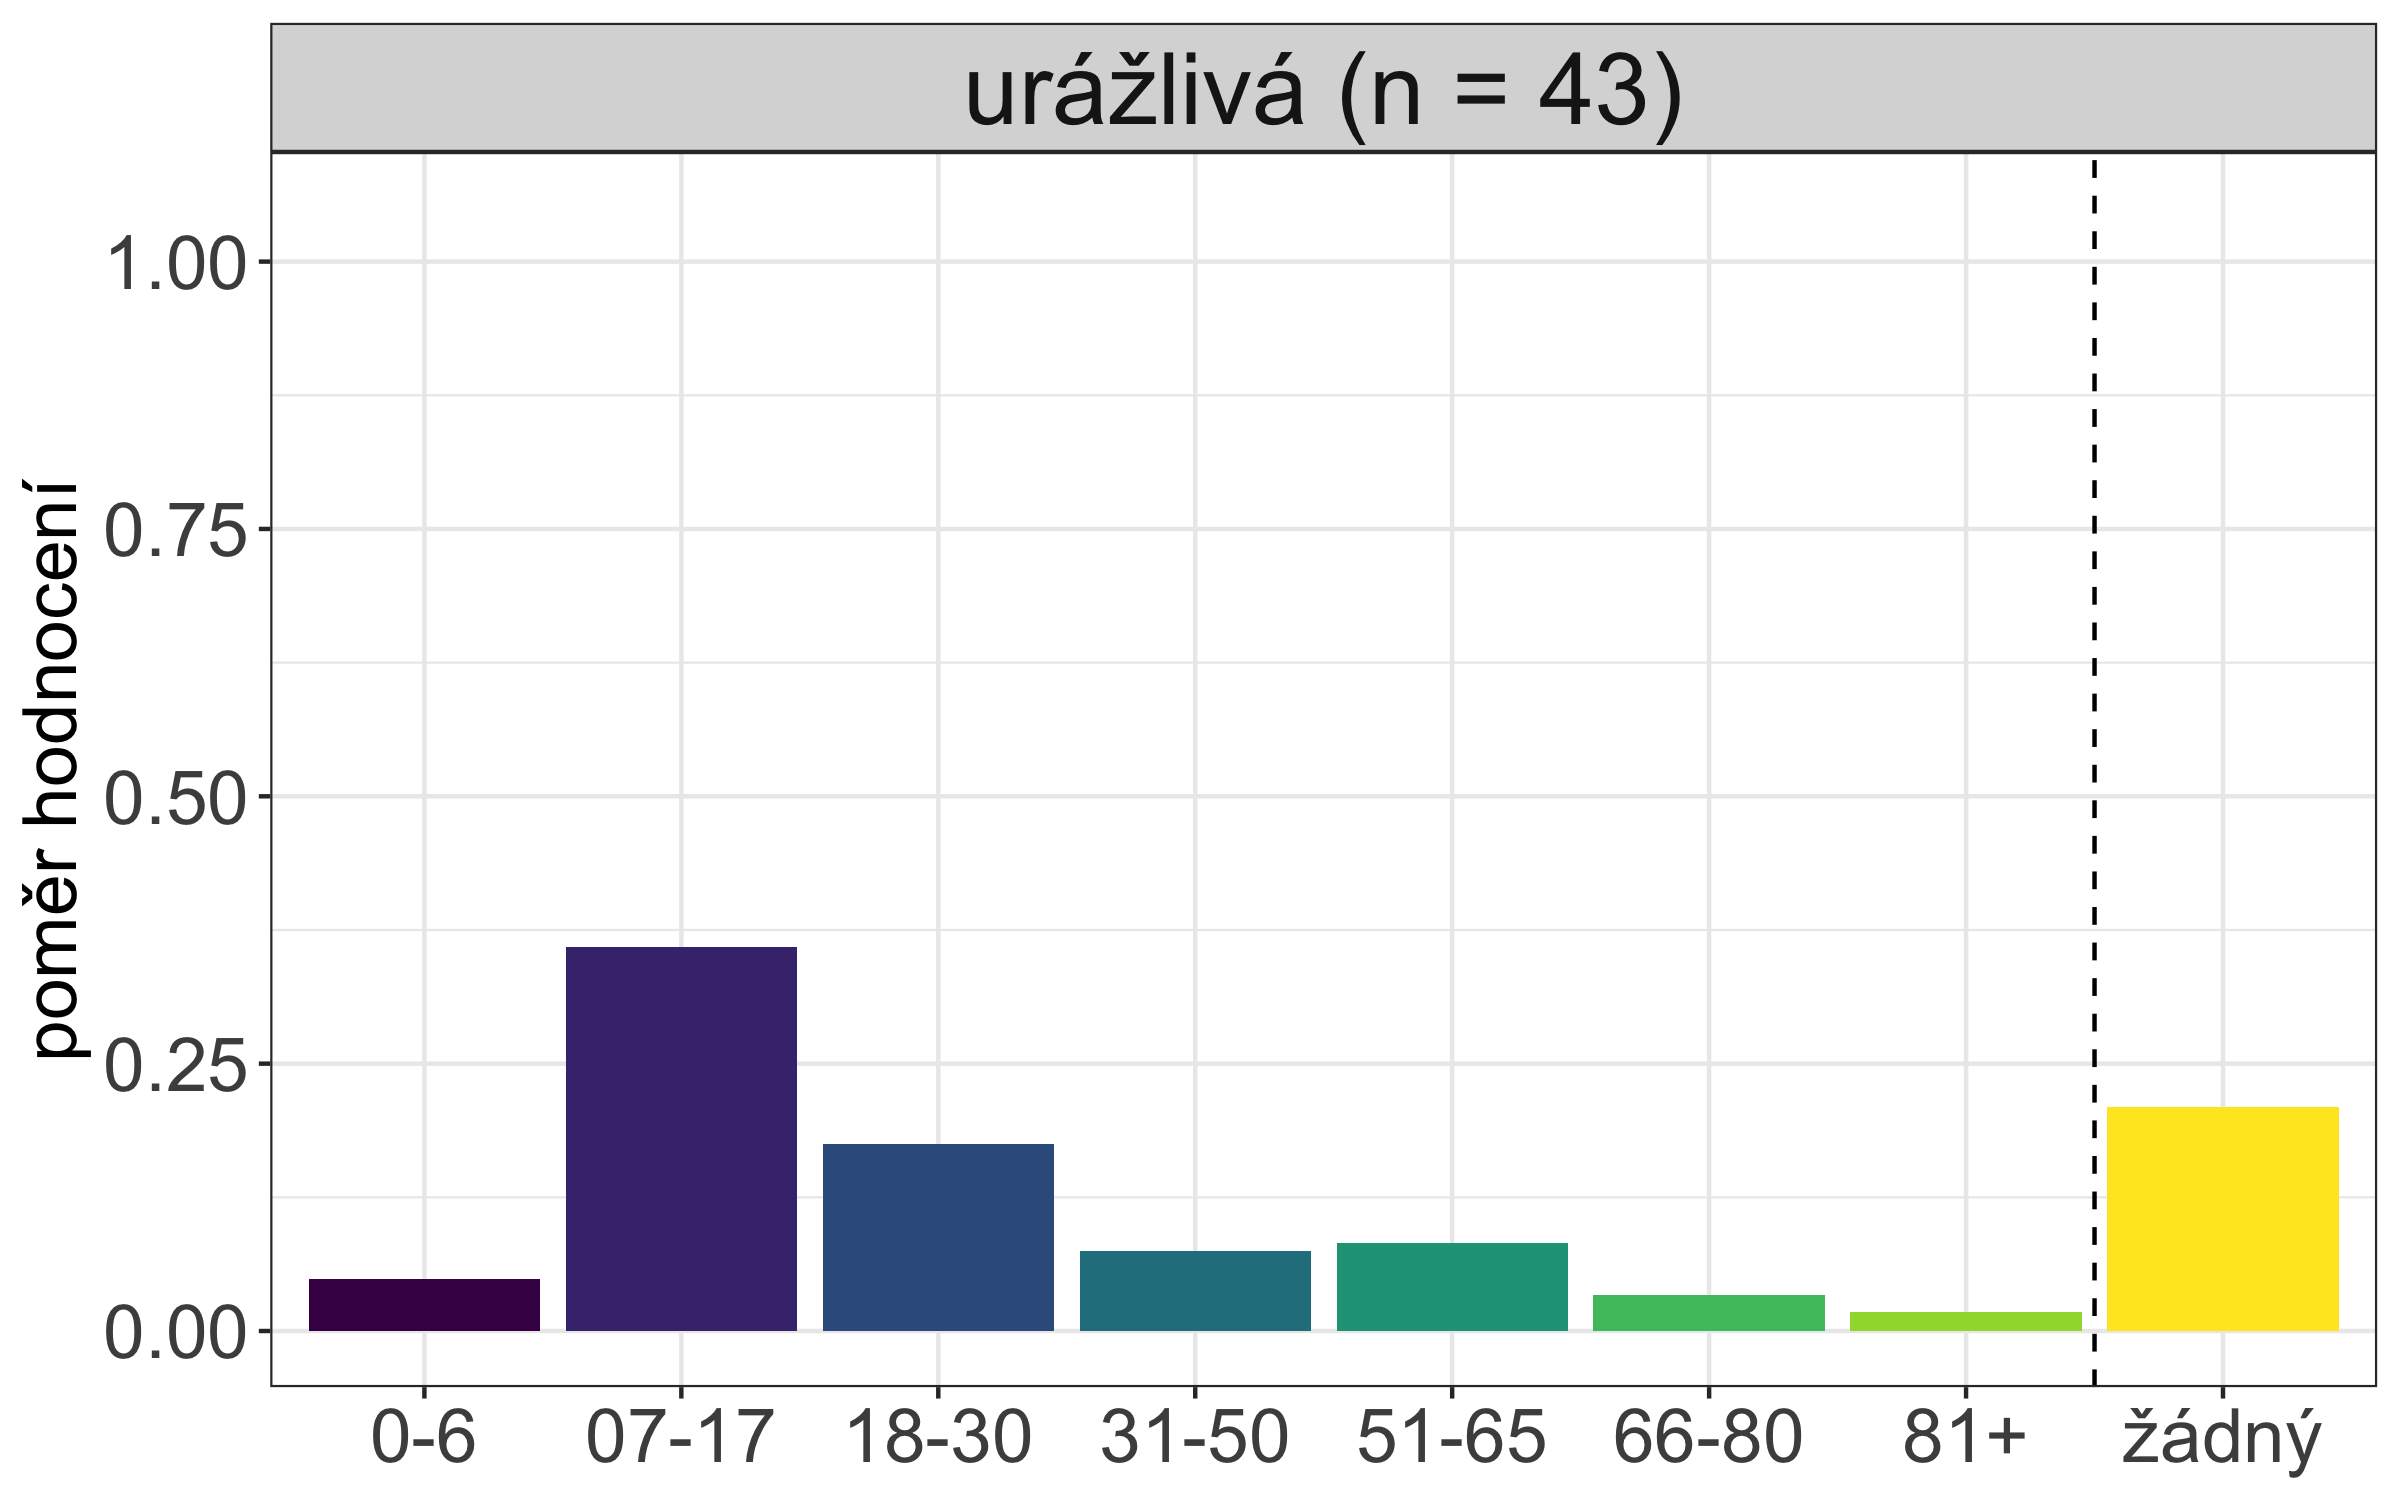 urážlivá (n = 43)
poměr hodnocení
1.00
0.75
0.50
0.25
0.00
0-6 07-17 18-30 31-50 51-65 66-80 81+ žádný